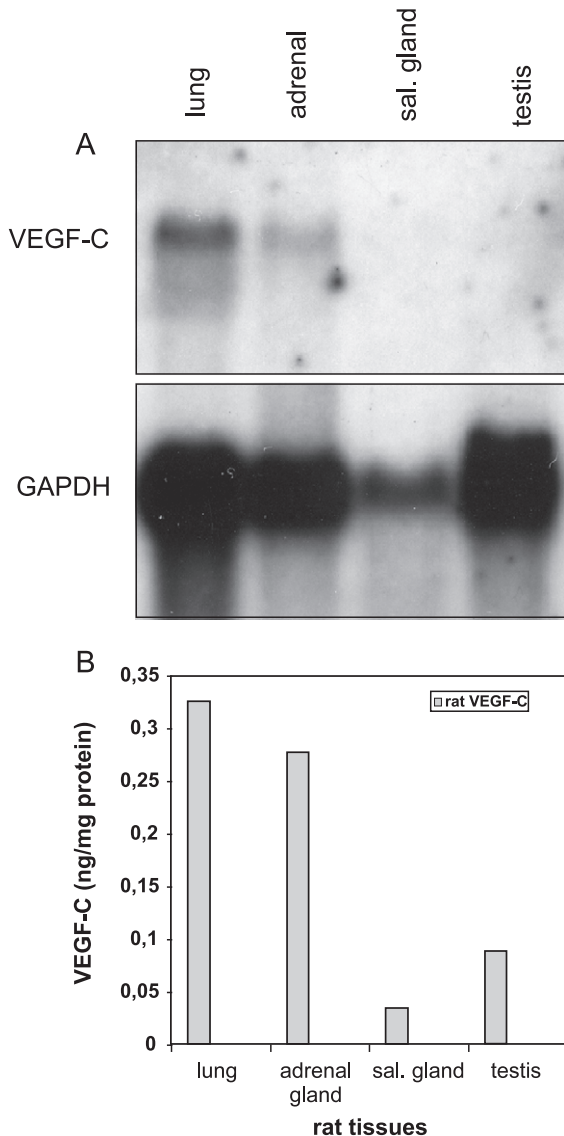 lung
adrenal
sal. gland
testis
A
VEGF-C
GAPDH
B
0,35
0,3
0,25
0,2
0,15
0,1
0,05
0
VEGF-C (ng/mg protein)
rat VEGF-C
lung
adrenal
gland
sal. gland
testis
rat tissues